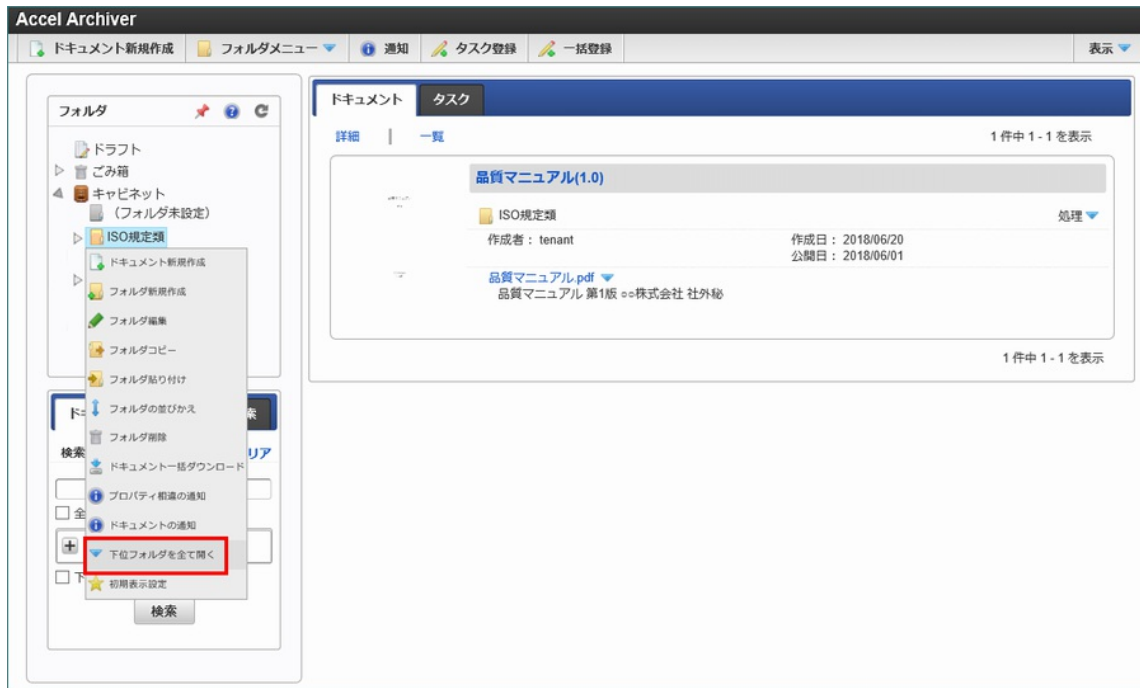 Accel Archiver
ドキュメント新規作成 フォルダメニュー 通知 タスク登録 一括登録 表示
フォルダ
ドラフト
ごみ箱
キャビネット
(フォルダ未設定)
ISO規定類
ドキュメント新規作成
フォルダ新規作成
フォルダ編集
フォルダコピー
フォルダ貼り付け
フォルダの並びかえ
フォルダ削除
ドキュメント一括ダウンロード
プロパティ相違の通知
ドキュメントの通知
下位フォルダを全て開く
初期表示設定
ド 索
検索 リア
全
下
検索
ドキュメント タスク
詳細 | 一覧 1 件中 1 - 1 を表示
品質マニュアル(1.0)
ISO規定類 処理
作成者 : tenant 作成日 : 2018/06/20
公開日 : 2018/06/01
品質マニュアル.pdf
品質マニュアル 第1版 ○○株式会社 社外秘
1 件中 1 - 1 を表示